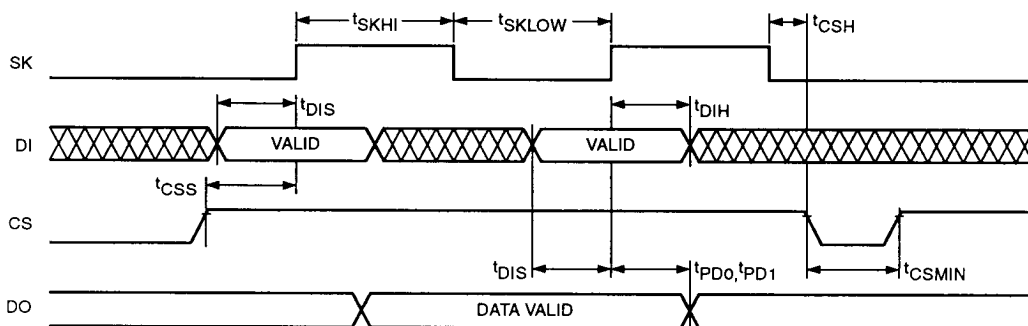 tSKHI tSKLOW tCSH
SK
tDIS tDIH
DI VALID VALID
tCSS
CS
tDIS tPD0, tPD1 tCSMIN
DO DATA VALID